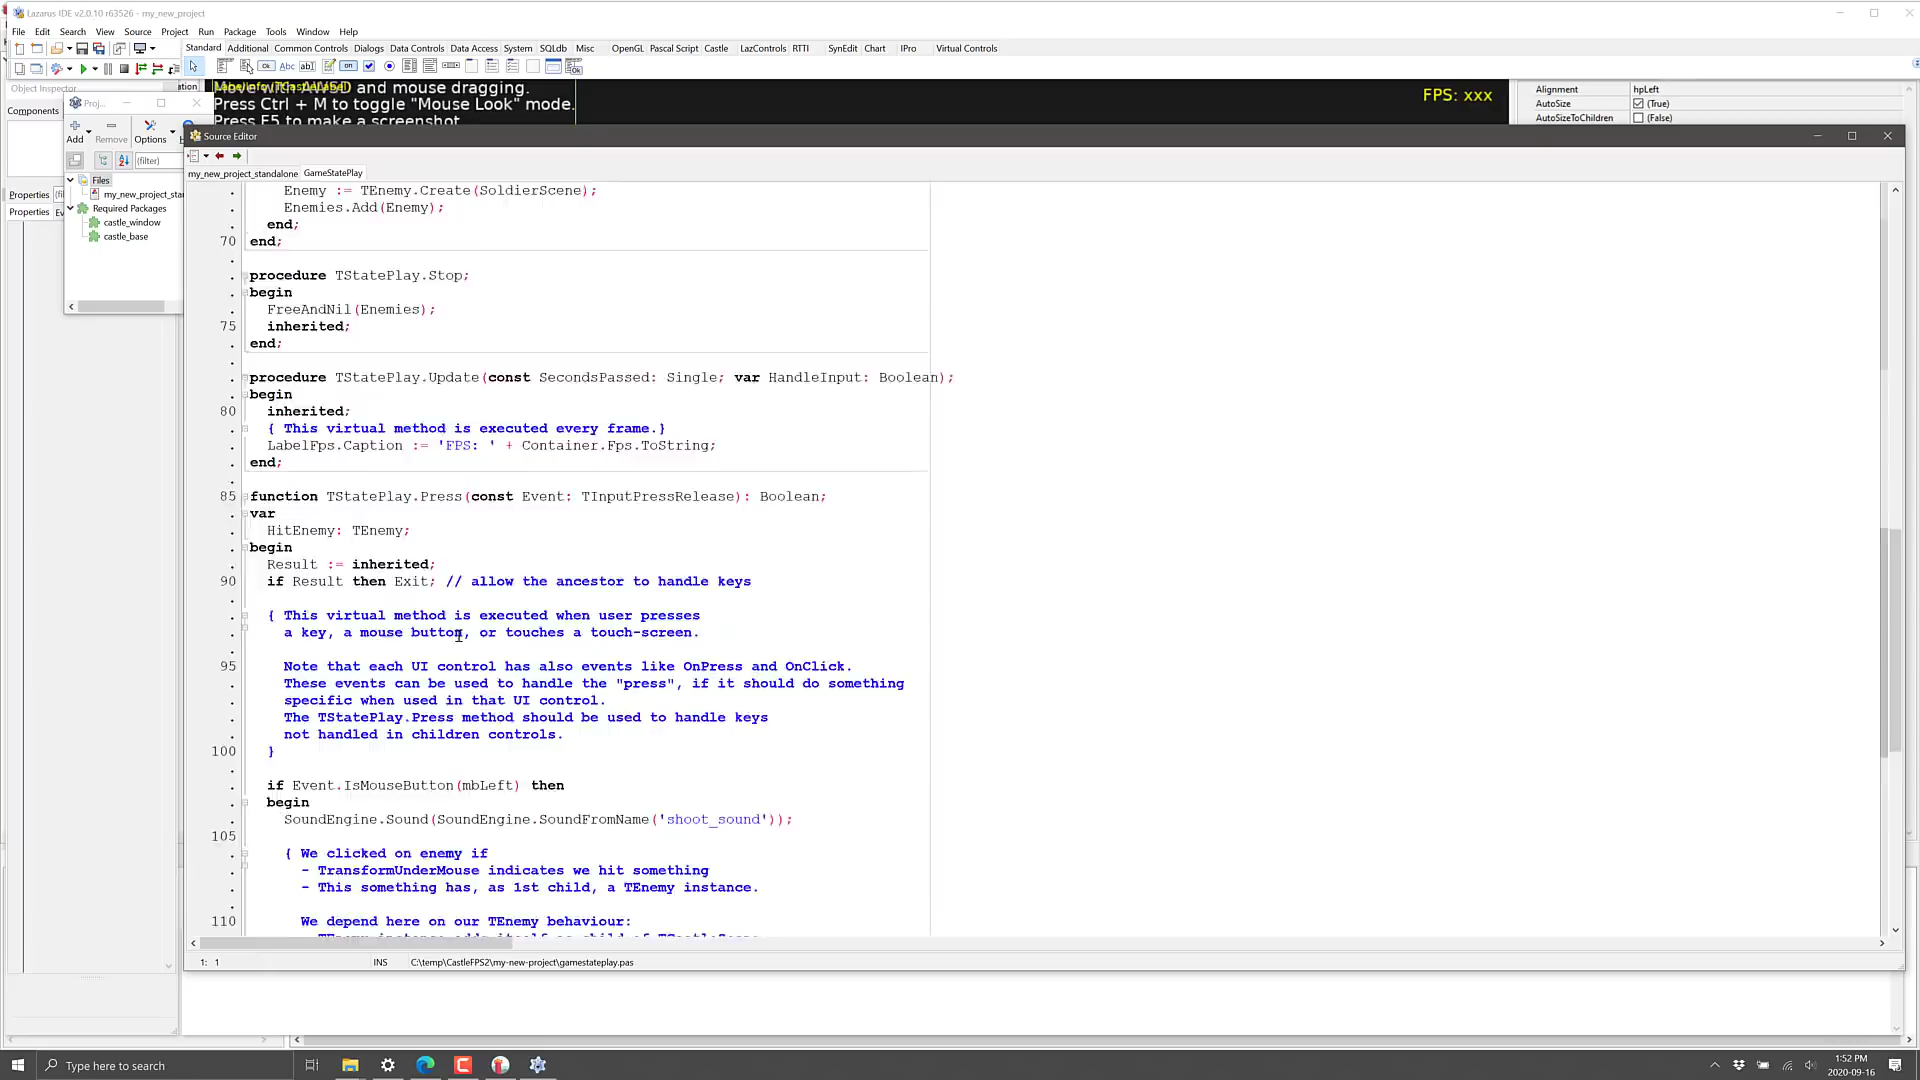 Lazarus IDE v2.0.10 r63526 - my_new_project
File Edit Search View Source Project Run Package Tools Window Help
Standard Additional Common Controls Dialogs Data Controls Data Access System SQLdb Misc OpenGL Pascal Script Castle LazControls RTTI SynEdit Chart IPro Virtual Controls
Object Inspector
Components
Properties
Properties
Proj...
Add Remove Options
(filter)
Files
my_new_project_sta
Required Packages
castle_window
castle_base
Move with AWSD and mouse dragging.
Press Ctrl + M to toggle "Mouse Look" mode.
Press F5 to make a screenshot
FPS: xxx
Alignment hpLeft
AutoSize (True)
AutoSizeToChildren (False)
Source Editor
my_new_project_standalone GameStatePlay
Enemy := TEnemy.Create(SoldierScene);
Enemies.Add(Enemy);
end;
70 end;
procedure TStatePlay.Stop;
begin
FreeAndNil(Enemies);
75 inherited;
end;
procedure TStatePlay.Update(const SecondsPassed: Single; var HandleInput: Boolean);
begin
80 inherited;
{ This virtual method is executed every frame.}
LabelFps.Caption := 'FPS: ' + Container.Fps.ToString;
end;
85 function TStatePlay.Press(const Event: TInputPressRelease): Boolean;
var
HitEnemy: TEnemy;
begin
Result := inherited;
90 if Result then Exit; // allow the ancestor to handle keys
{ This virtual method is executed when user presses
a key, a mouse button, or touches a touch-screen.
95 Note that each UI control has also events like OnPress and OnClick.
These events can be used to handle the "press", if it should do something
specific when used in that UI control.
The TStatePlay.Press method should be used to handle keys
not handled in children controls.
100 }
if Event.IsMouseButton(mbLeft) then
begin
SoundEngine.Sound(SoundEngine.SoundFromName('shoot_sound'));
105
{ We clicked on enemy if
- TransformUnderMouse indicates we hit something
- This something has, as 1st child, a TEnemy instance.
110 We depend here on our TEnemy behaviour:
1: 1 INS C:\temp\CastleFPS2\my-new-project\gamestateplay.pas
Type here to search
1:52 PM
2020-09-16